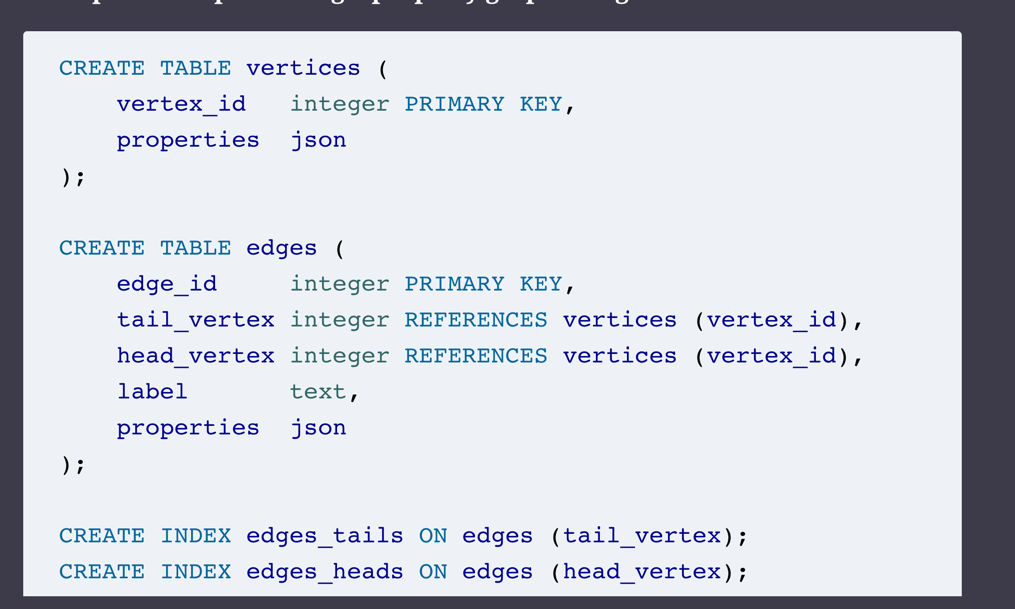 CREATE TABLE vertices (
    vertex_id   integer PRIMARY KEY,
    properties  json
);

CREATE TABLE edges (
    edge_id     integer PRIMARY KEY,
    tail_vertex integer REFERENCES vertices (vertex_id),
    head_vertex integer REFERENCES vertices (vertex_id),
    label       text,
    properties  json
);

CREATE INDEX edges_tails ON edges (tail_vertex);
CREATE INDEX edges_heads ON edges (head_vertex);